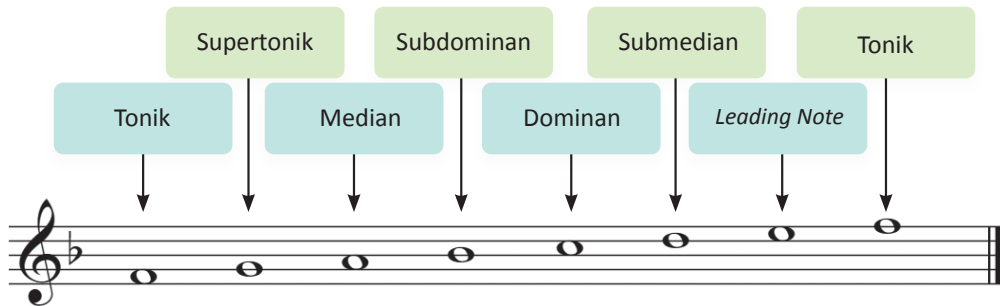 Supertonik
Subdominan
Submedian
Tonik
Tonik
Median
Dominan
Leading Note